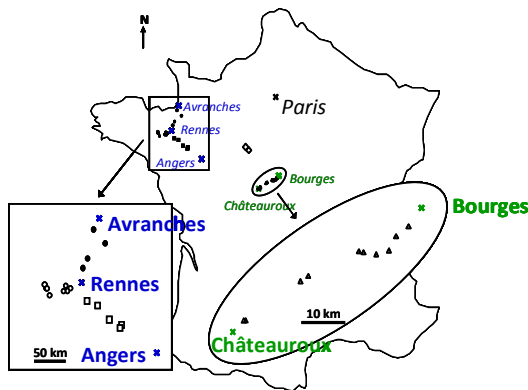 N
Avranches
Paris
Rennes
Angers
Bourges
Châteauroux
Avranches
Bourges
Rennes
10 km
Châteauroux
50 km
Angers